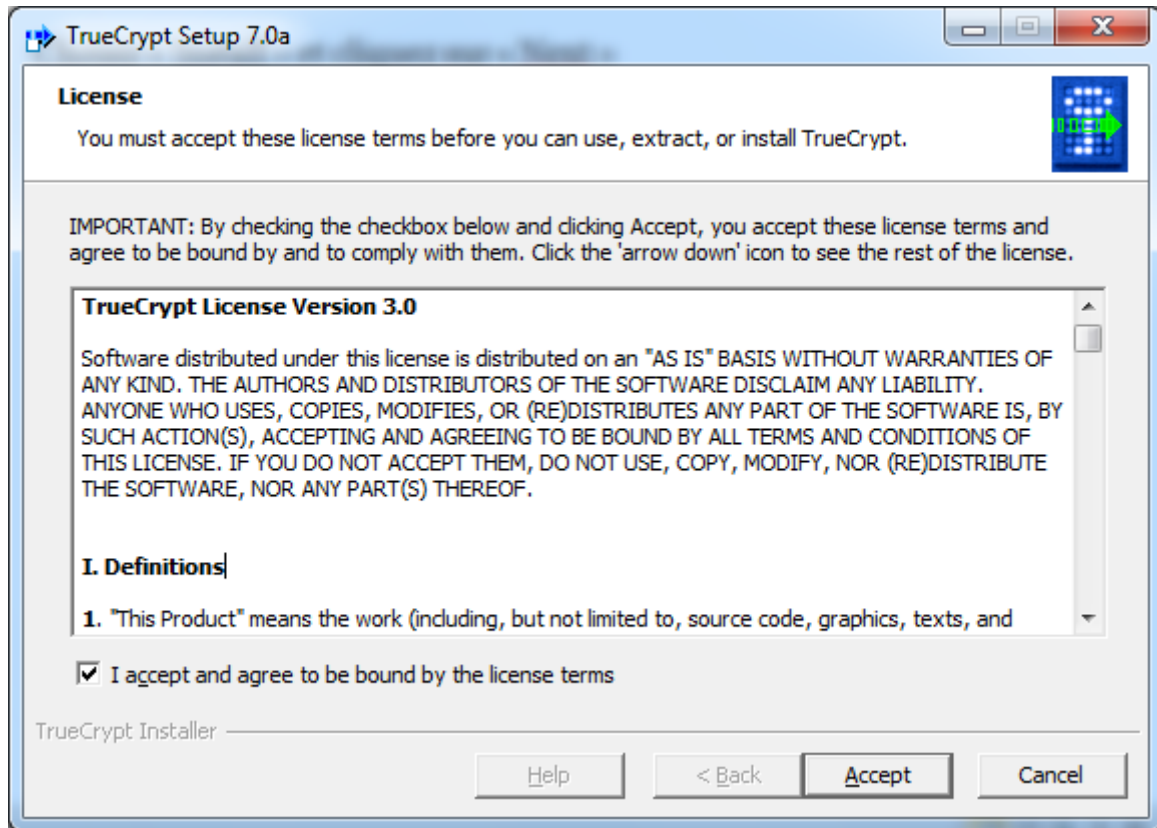 TrueCrypt Setup 7.0a
License
You must accept these license terms before you can use, extract, or install TrueCrypt.
IMPORTANT: By checking the checkbox below and clicking Accept, you accept these license terms and
agree to be bound by and to comply with them. Click the 'arrow down' icon to see the rest of the license.
TrueCrypt License Version 3.0
Software distributed under this license is distributed on an "AS IS" BASIS WITHOUT WARRANTIES OF
ANY KIND. THE AUTHORS AND DISTRIBUTORS OF THE SOFTWARE DISCLAIM ANY LIABILITY.
ANYONE WHO USES, COPIES, MODIFIES, OR (RE)DISTRIBUTES ANY PART OF THE SOFTWARE IS, BY
SUCH ACTION(S), ACCEPTING AND AGREEING TO BE BOUND BY ALL TERMS AND CONDITIONS OF
THIS LICENSE. IF YOU DO NOT ACCEPT THEM, DO NOT USE, COPY, MODIFY, NOR (RE)DISTRIBUTE
THE SOFTWARE, NOR ANY PART(S) THEREOF.
I. Definitions
1. "This Product" means the work (including, but not limited to, source code, graphics, texts, and
I accept and agree to be bound by the license terms
TrueCrypt Installer
Help
< Back
Accept
Cancel